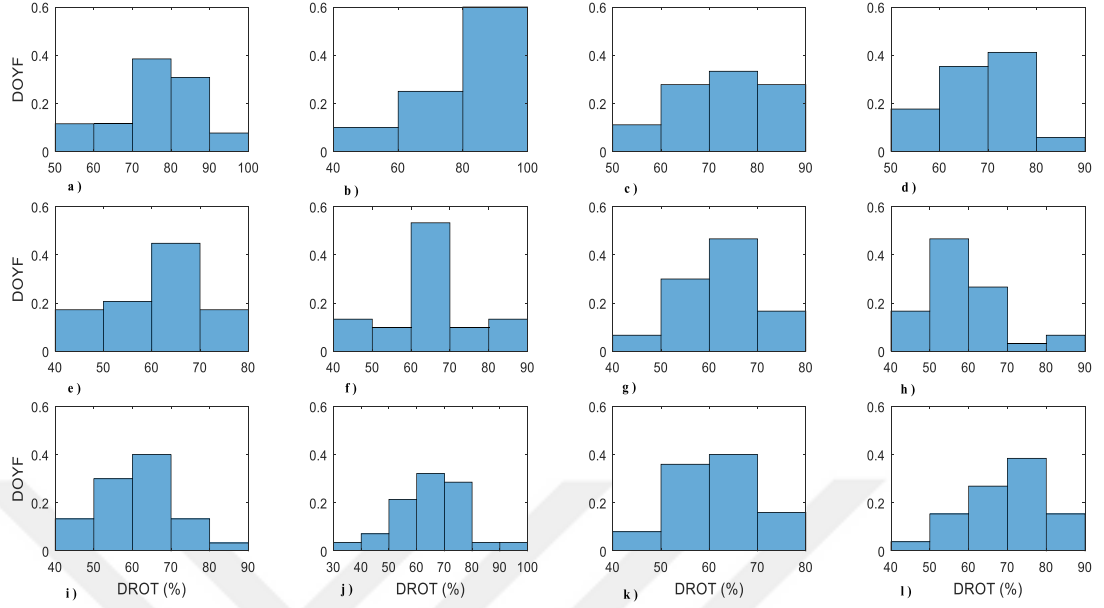 0.6 0.6 0.6 0.6
DOYF 0.4 0.4 0.4 0.4
0.2 0.2 0.2 0.2
0 0 0 0
50 60 70 80 90 100 40 60 80 100 50 60 70 80 90 50 60 70 80 90
a ) b ) c ) d )
0.6 0.6 0.6 0.6
DOYF 0.4 0.4 0.4 0.4
0.2 0.2 0.2 0.2
0 0 0 0
40 50 60 70 80 40 50 60 70 80 90 40 50 60 70 80 40 50 60 70 80 90
e ) f ) g ) h )
0.6 0.6 0.6 0.6
DOYF 0.4 0.4 0.4 0.4
0.2 0.2 0.2 0.2
0 0 0 0
40 50 60 70 80 90 30 40 50 60 70 80 90 100 40 50 60 70 80 40 50 60 70 80 90
i ) DROT (%) j ) DROT (%) k ) DROT (%) l ) DROT (%)